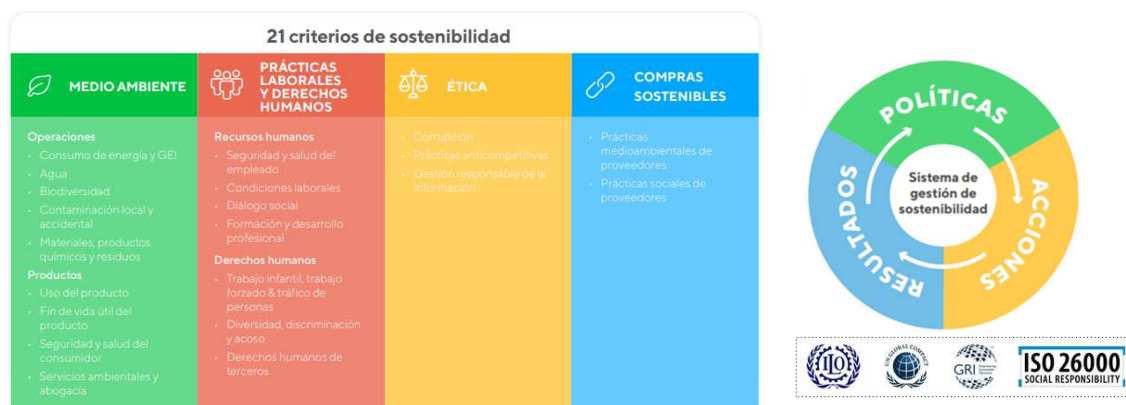 21 criterios de sostenibilidad
MEDIO AMBIENTE
Operaciones
- Consumo de energía y GEI
- Agua
- Biodiversidad
- Contaminación local y
accidental
- Materiales, productos
químicos y residuos
Productos
- Uso del producto
- Fin de vida útil del
producto
- Seguridad y salud del
consumidor
- Servicios ambientales y
abogacía
PRÁCTICAS
LABORALES
Y DERECHOS
HUMANOS
Recursos humanos
- Seguridad y salud del
empleado
- Condiciones laborales
- Diálogo social
- Formación y desarrollo
profesional
Derechos humanos
- Trabajo infantil, trabajo
forzado & tráfico de
personas
- Diversidad, discriminación
y acoso
- Derechos humanos de
terceros
ÉTICA
- Corrupción
- Prácticas anticompetitivas
- Gestión responsable de la
información
COMPRAS
SOSTENIBLES
- Prácticas
medioambientales de
proveedores
- Prácticas sociales de
proveedores
POLÍTICAS
ACCIONES
RESULTADOS
Sistema de
gestión de
sostenibilidad
ILO
UN GLOBAL COMPACT
GRI
ISO 26000
SOCIAL RESPONSIBILITY